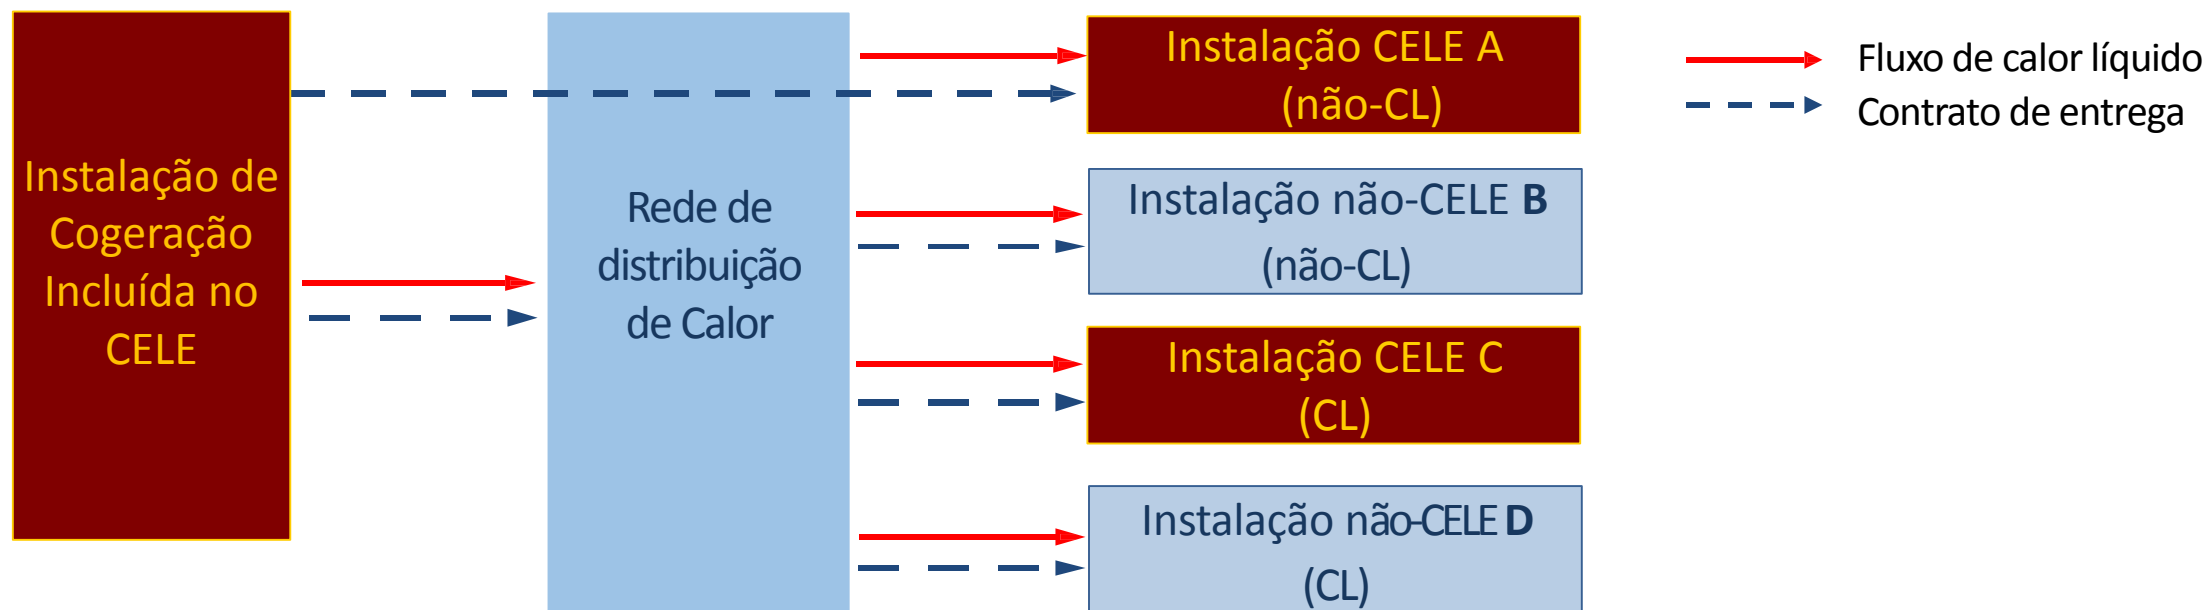 Instalação de
Cogeração
Incluída no
CELE
Rede de
distribuição
de Calor
Instalação CELE A
(não-CL)
Instalação não-CELE B
(não-CL)
Instalação CELE C
(CL)
Instalação não-CELE D
(CL)
Fluxo de calor líquido
Contrato de entrega